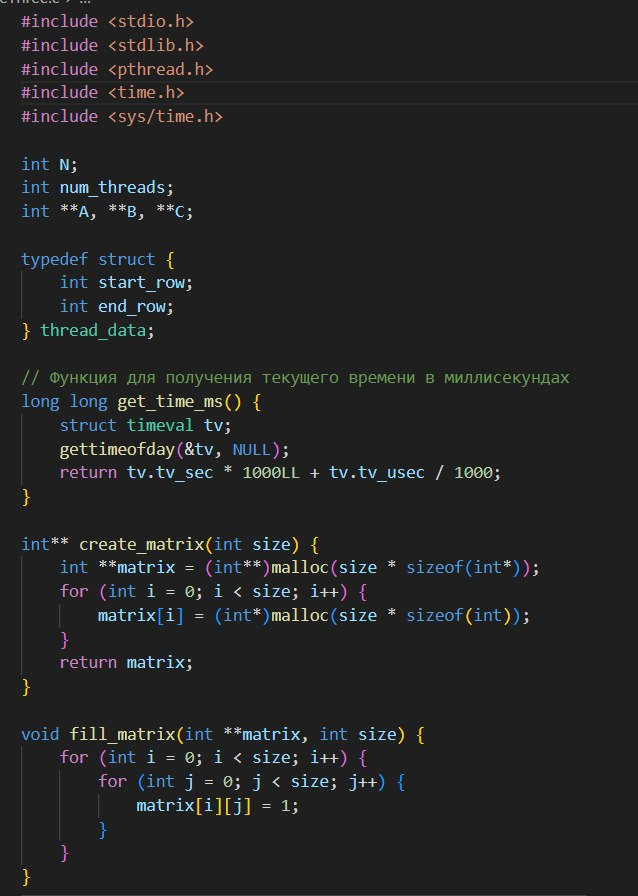 #include <stdio.h>
#include <stdlib.h>
#include <pthread.h>
#include <time.h>
#include <sys/time.h>

int N;
int num_threads;
int **A, **B, **C;

typedef struct {
    int start_row;
    int end_row;
} thread_data;

// Функция для получения текущего времени в миллисекундах
long long get_time_ms() {
    struct timeval tv;
    gettimeofday(&tv, NULL);
    return tv.tv_sec * 1000LL + tv.tv_usec / 1000;
}

int** create_matrix(int size) {
    int **matrix = (int**)malloc(size * sizeof(int*));
    for (int i = 0; i < size; i++) {
        matrix[i] = (int*)malloc(size * sizeof(int));
    }
    return matrix;
}

void fill_matrix(int **matrix, int size) {
    for (int i = 0; i < size; i++) {
        for (int j = 0; j < size; j++) {
            matrix[i][j] = 1;
        }
    }
}